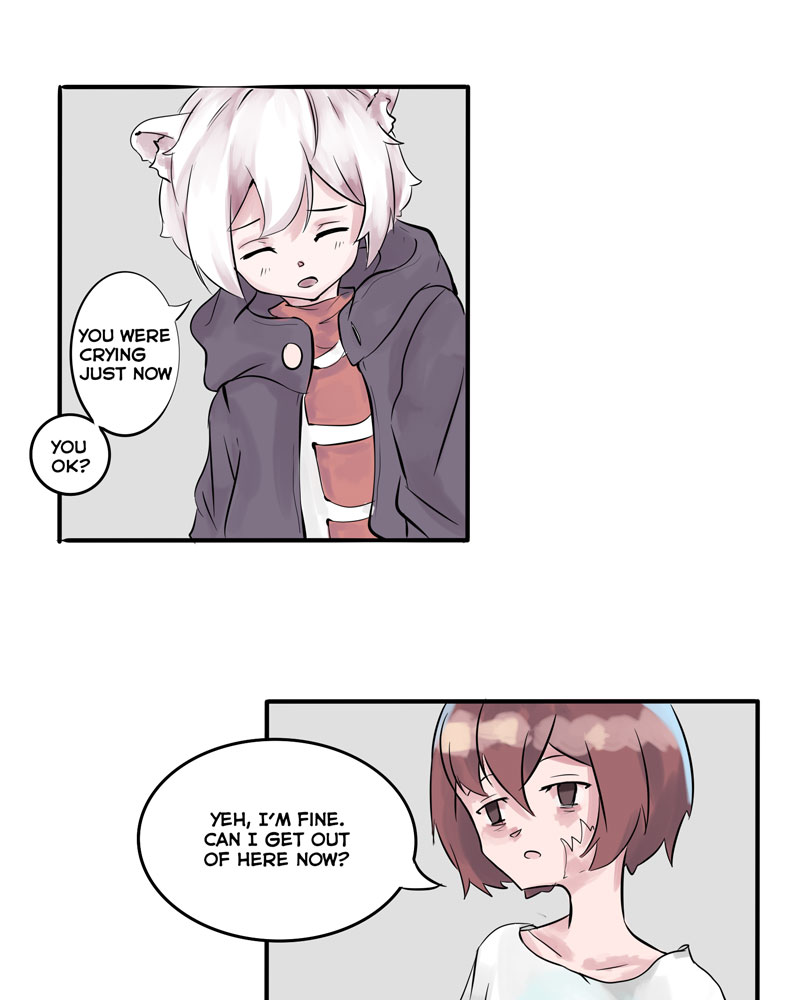 YOU WERE
CRYING
JUST NOW
YOU
OK?
YEH, I'M FINE.
CAN I GET OUT
OF HERE NOW?